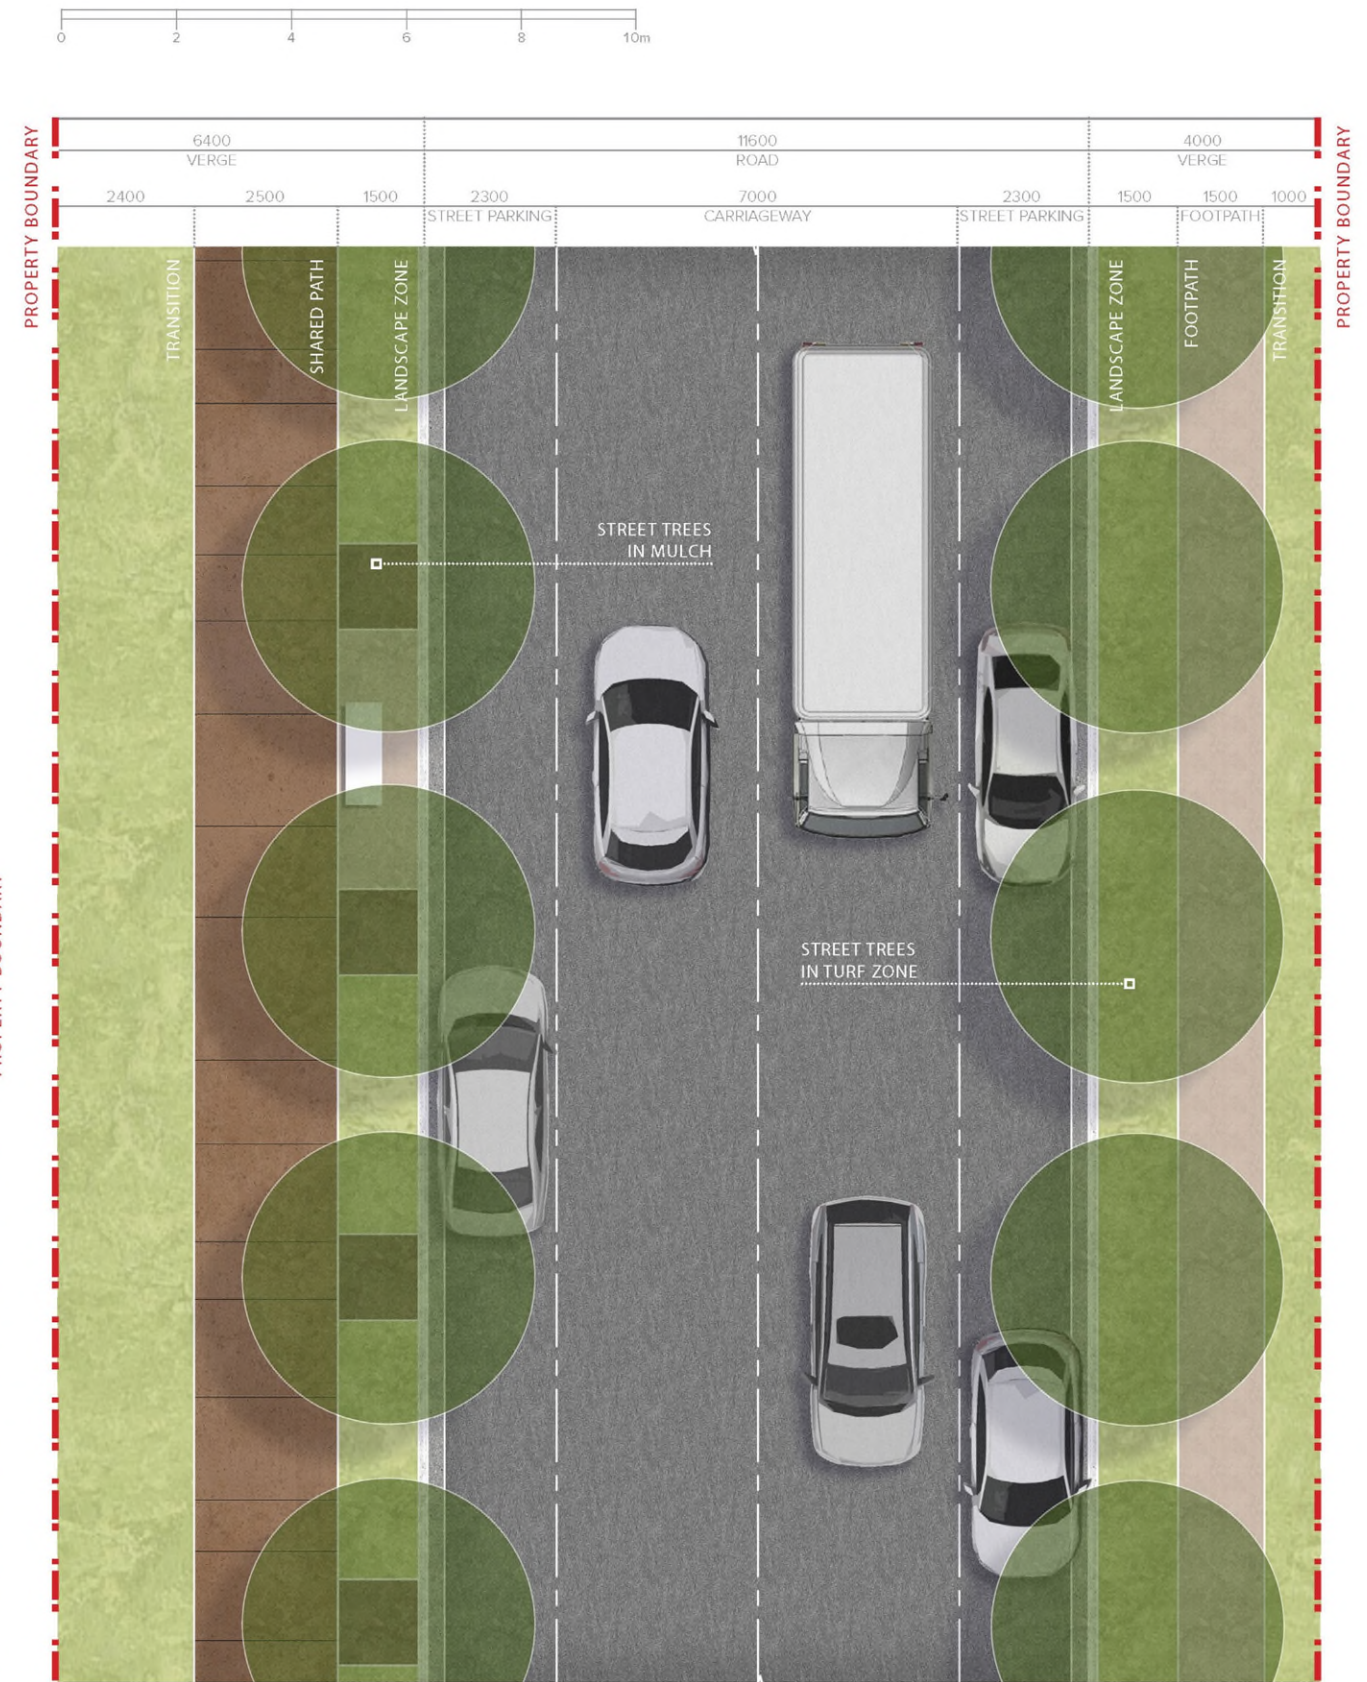 0 2 4 6 8 10m
6400 11600 4000
VERGE ROAD VERGE
2400 2500 1500 2300 7000 2300 1500 1500 1000
STREET PARKING CARRIAGEWAY STREET PARKING FOOTPATH
PROPERTY BOUNDARY
TRANSITION
SHARED PATH
LANDSCAPE ZONE
LANDSCAPE ZONE
FOOTPATH
TRANSITION
PROPERTY BOUNDARY
STREET TREES
IN MULCH
STREET TREES
IN TURF ZONE